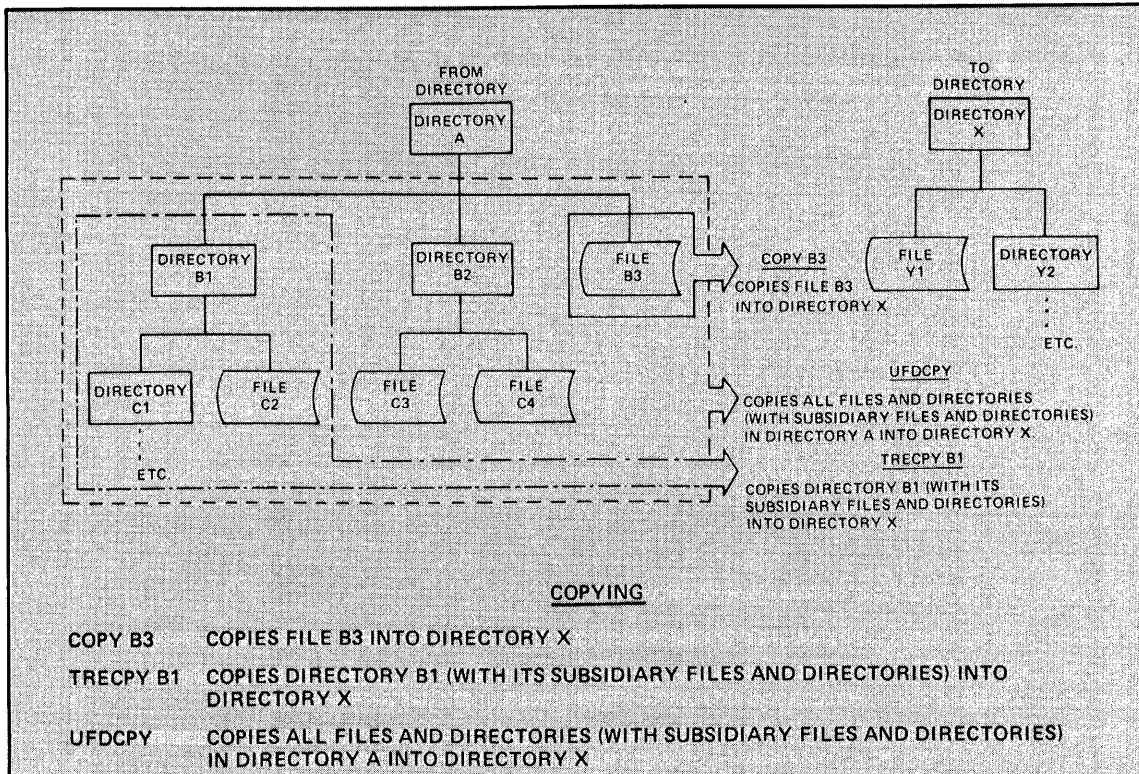 FROM
DIRECTORY
DIRECTORY
A
TO
DIRECTORY
DIRECTORY
X
DIRECTORY
B1
DIRECTORY
B2
FILE
B3
COPY B3
COPIES FILE B3
INTO DIRECTORY X
FILE
Y1
DIRECTORY
Y2
ETC.
DIRECTORY
C1
FILE
C2
FILE
C3
FILE
C4
ETC.
UFDCPY
COPIES ALL FILES AND DIRECTORIES
(WITH SUBSIDIARY FILES AND DIRECTORIES)
IN DIRECTORY A INTO DIRECTORY X.
TRECPY B1
COPIES DIRECTORY B1 (WITH ITS
SUBSIDIARY FILES AND DIRECTORIES)
INTO DIRECTORY X
COPYING
COPY B3 COPIES FILE B3 INTO DIRECTORY X
TRECPY B1 COPIES DIRECTORY B1 (WITH ITS SUBSIDIARY FILES AND DIRECTORIES) INTO
DIRECTORY X
UFDCPY COPIES ALL FILES AND DIRECTORIES (WITH SUBSIDIARY FILES AND DIRECTORIES)
IN DIRECTORY A INTO DIRECTORY X